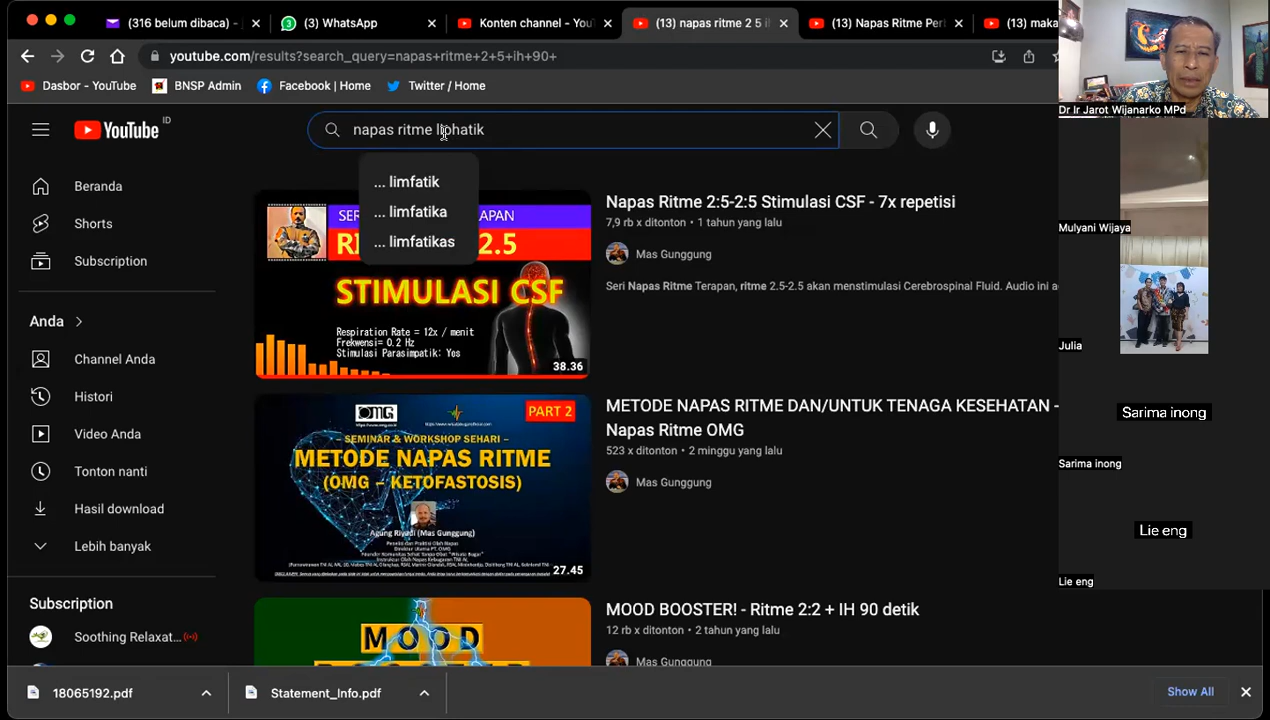 (316 belum dibaca) -
(3) WhatsApp
Konten channel - You
(13) napas ritme 2 5 i
(13) Napas Ritme Per
(13) maka
youtube.com/results?search_query=napas+ritme+2+5+ih+90+
Dasbor - YouTube
BNSP Admin
Facebook | Home
Twitter / Home
YouTube ID
napas ritme liphatik
... limfatik
... limfatika
... limfatikas
Beranda
Shorts
Subscription
Anda
Channel Anda
Histori
Video Anda
Tonton nanti
Hasil download
Lebih banyak
Subscription
Soothing Relaxat...
SER
APAN
RI
2.5
STIMULASI CSF
Respiration Rate = 12x / menit
Frekwensi= 0.2 Hz
Stimulasi Parasimpatik: Yes
38.36
Napas Ritme 2:5-2:5 Stimulasi CSF - 7x repetisi
7,9 rb x ditonton • 1 tahun yang lalu
Mas Gunggung
Seri Napas Ritme Terapan, ritme 2.5-2.5 akan menstimulasi Cerebrospinal Fluid. Audio ini a
OMG
PART 2
– SEMINAR & WORKSHOP SEHARI –
METODE NAPAS RITME
(OMG – KETOFASTOSIS)
Agung Riyadi (Mas Gunggung)
27.45
METODE NAPAS RITME DAN/UNTUK TENAGA KESEHATAN -
Napas Ritme OMG
523 x ditonton • 2 minggu yang lalu
Mas Gunggung
MOOD
MOOD BOOSTER! - Ritme 2:2 + IH 90 detik
12 rb x ditonton • 2 tahun yang lalu
Mas Gunggung
Dr Ir Jarot Wijanarko MPd
Mulyani Wijaya
Julia
Sarima inong
Sarima inong
Lie eng
Lie eng
18065192.pdf
Statement_Info.pdf
Show All